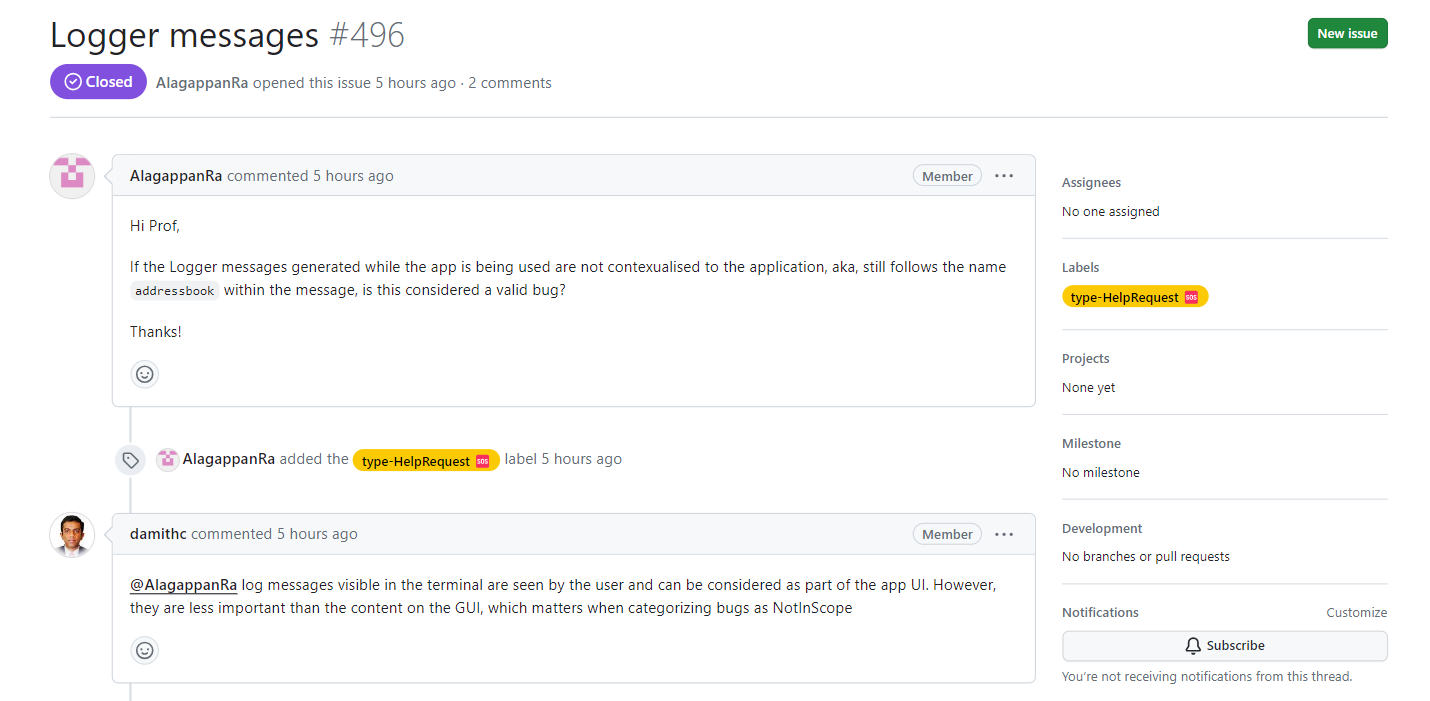 Logger messages #496
New issue
Closed
AlagappanRa opened this issue 5 hours ago · 2 comments
AlagappanRa commented 5 hours ago
Member
Hi Prof,
If the Logger messages generated while the app is being used are not contexualised to the application, aka, still follows the name
addressbook within the message, is this considered a valid bug?
Thanks!
AlagappanRa added the type-HelpRequest SOS label 5 hours ago
damithc commented 5 hours ago
Member
@AlagappanRa log messages visible in the terminal are seen by the user and can be considered as part of the app UI. However,
they are less important than the content on the GUI, which matters when categorizing bugs as NotInScope
Assignees
No one assigned
Labels
type-HelpRequest SOS
Projects
None yet
Milestone
No milestone
Development
No branches or pull requests
Notifications
Customize
Subscribe
You're not receiving notifications from this thread.